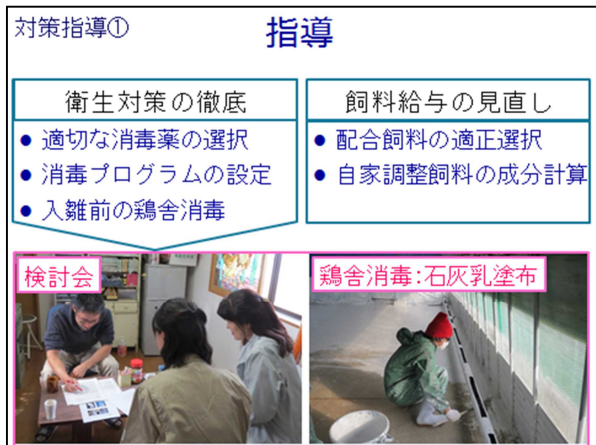 対策指導①
指導
衛生対策の徹底
● 適切な消毒薬の選択
● 消毒プログラムの設定
● 入雛前の鶏舎消毒
飼料給与の見直し
● 配合飼料の適正選択
● 自家調整飼料の成分計算
検討会
鶏舎消毒:石灰乳塗布